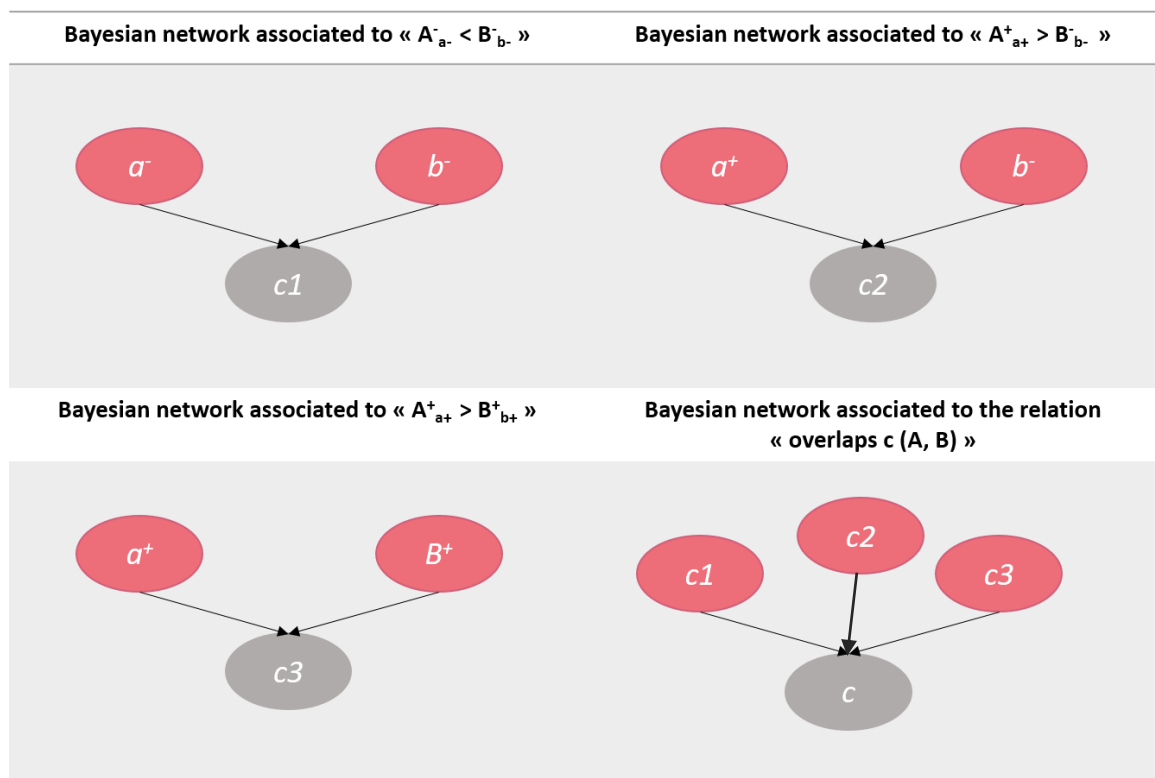 Bayesian network associated to « A⁻ₐ₋ < B⁻b₋ »
Bayesian network associated to « A⁺ₐ₊ > B⁻b₋ »
a⁻
b⁻
a⁺
b⁻
c1
c2
Bayesian network associated to « A⁺ₐ₊ > B⁺b₊ »
Bayesian network associated to the relation
« overlaps c (A, B) »
a⁺
B⁺
c2
c1
c3
c3
c